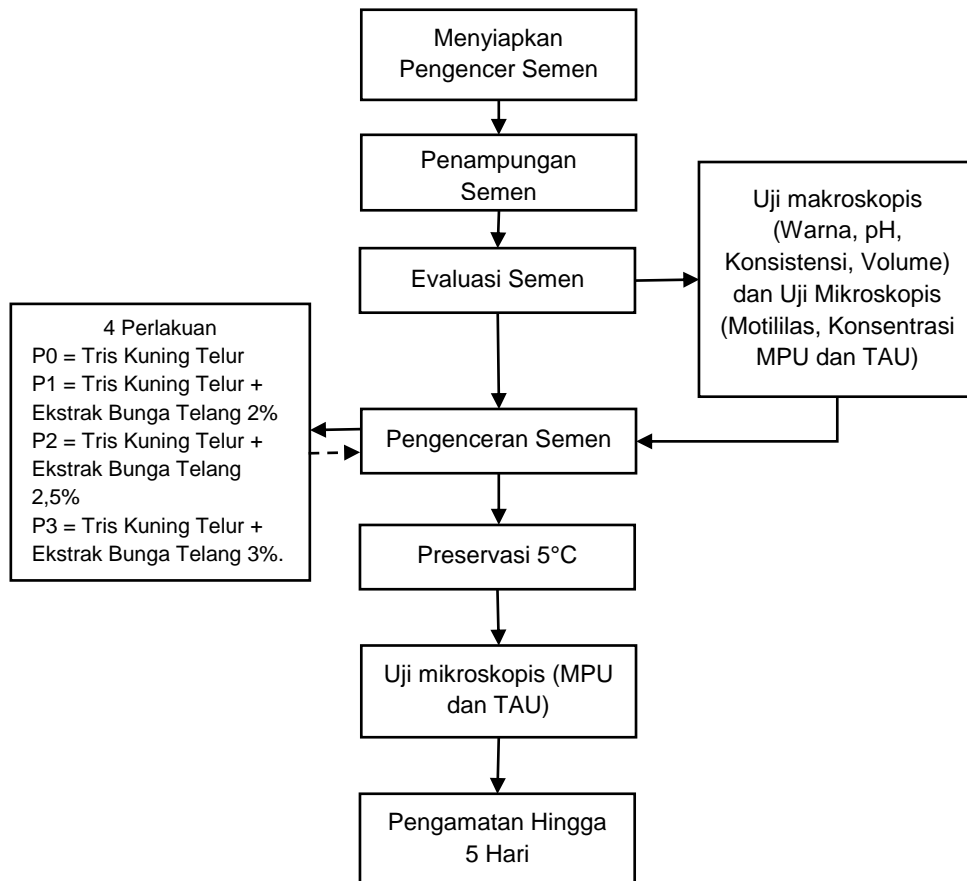 Menyiapkan
Pengencer Semen
Penampungan
Semen
Evaluasi Semen
Uji makroskopis
(Warna, pH,
Konsistensi, Volume)
dan Uji Mikroskopis
(Motililas, Konsentrasi
MPU dan TAU)
4 Perlakuan
P0 = Tris Kuning Telur
P1 = Tris Kuning Telur +
Ekstrak Bunga Telang 2%
P2 = Tris Kuning Telur +
Ekstrak Bunga Telang
2,5%
P3 = Tris Kuning Telur +
Ekstrak Bunga Telang 3%.
Pengenceran Semen
Preservasi 5°C
Uji mikroskopis (MPU
dan TAU)
Pengamatan Hingga
5 Hari